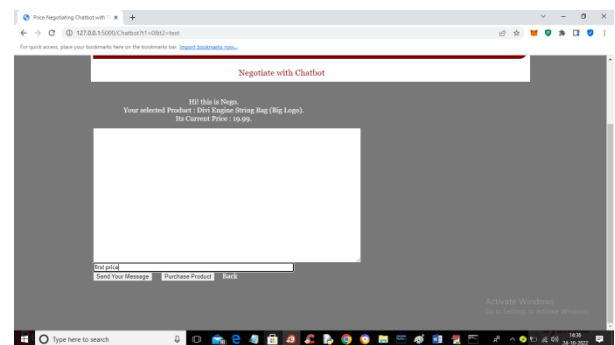 Price Negotiating Chatbot with T
127.0.0.1:5000/Chatbot?t1=0&t2=text
For quick access, place your bookmarks here on the bookmarks bar. Import bookmarks now...
Negotiate with Chatbot
Hi! this is Nego.
Your selected Product : Divi Engine String Bag (Big Logo).
Its Current Price : 19.99.
first price
Send Your Message Purchase Product Back
Activate Windows
Go to Settings to activate Windows.
Type here to search
14:36
24-10-2022